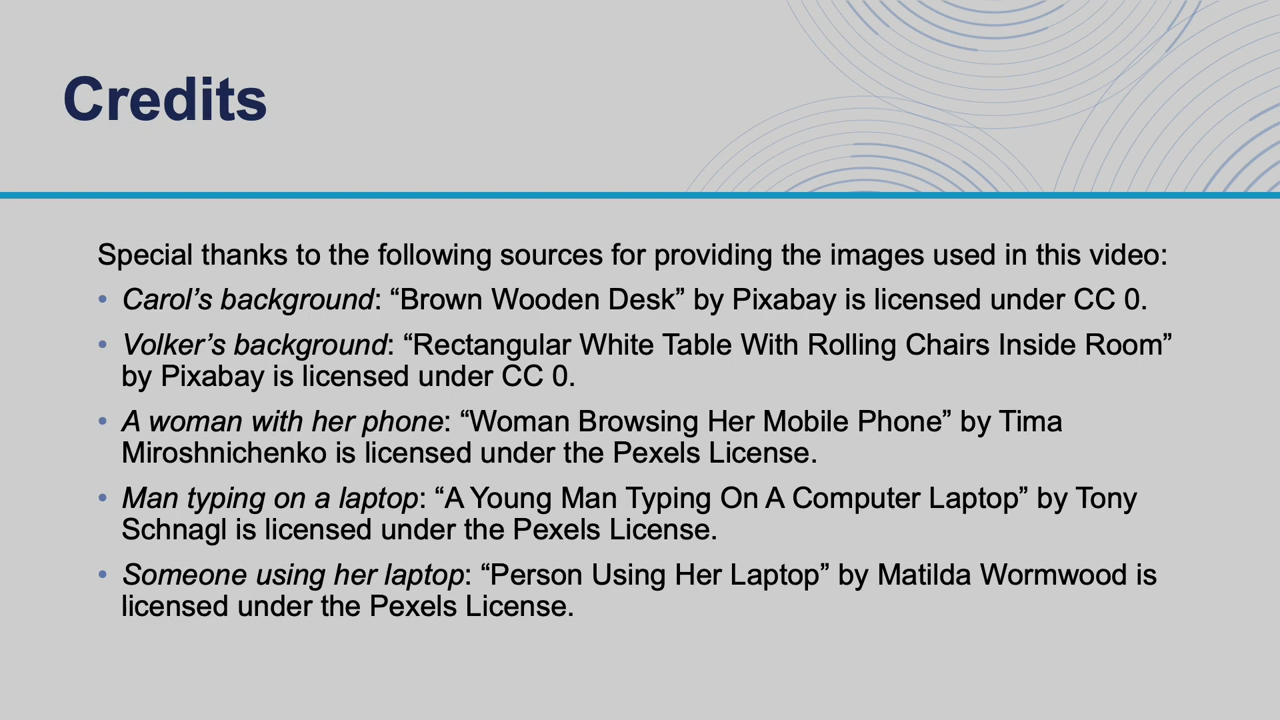 Credits
Special thanks to the following sources for providing the images used in this video:
• Carol’s background: “Brown Wooden Desk” by Pixabay is licensed under CC 0.
• Volker’s background: “Rectangular White Table With Rolling Chairs Inside Room”
by Pixabay is licensed under CC 0.
• A woman with her phone: “Woman Browsing Her Mobile Phone” by Tima
Miroshnichenko is licensed under the Pexels License.
• Man typing on a laptop: “A Young Man Typing On A Computer Laptop” by Tony
Schnagl is licensed under the Pexels License.
• Someone using her laptop: “Person Using Her Laptop” by Matilda Wormwood is
licensed under the Pexels License.